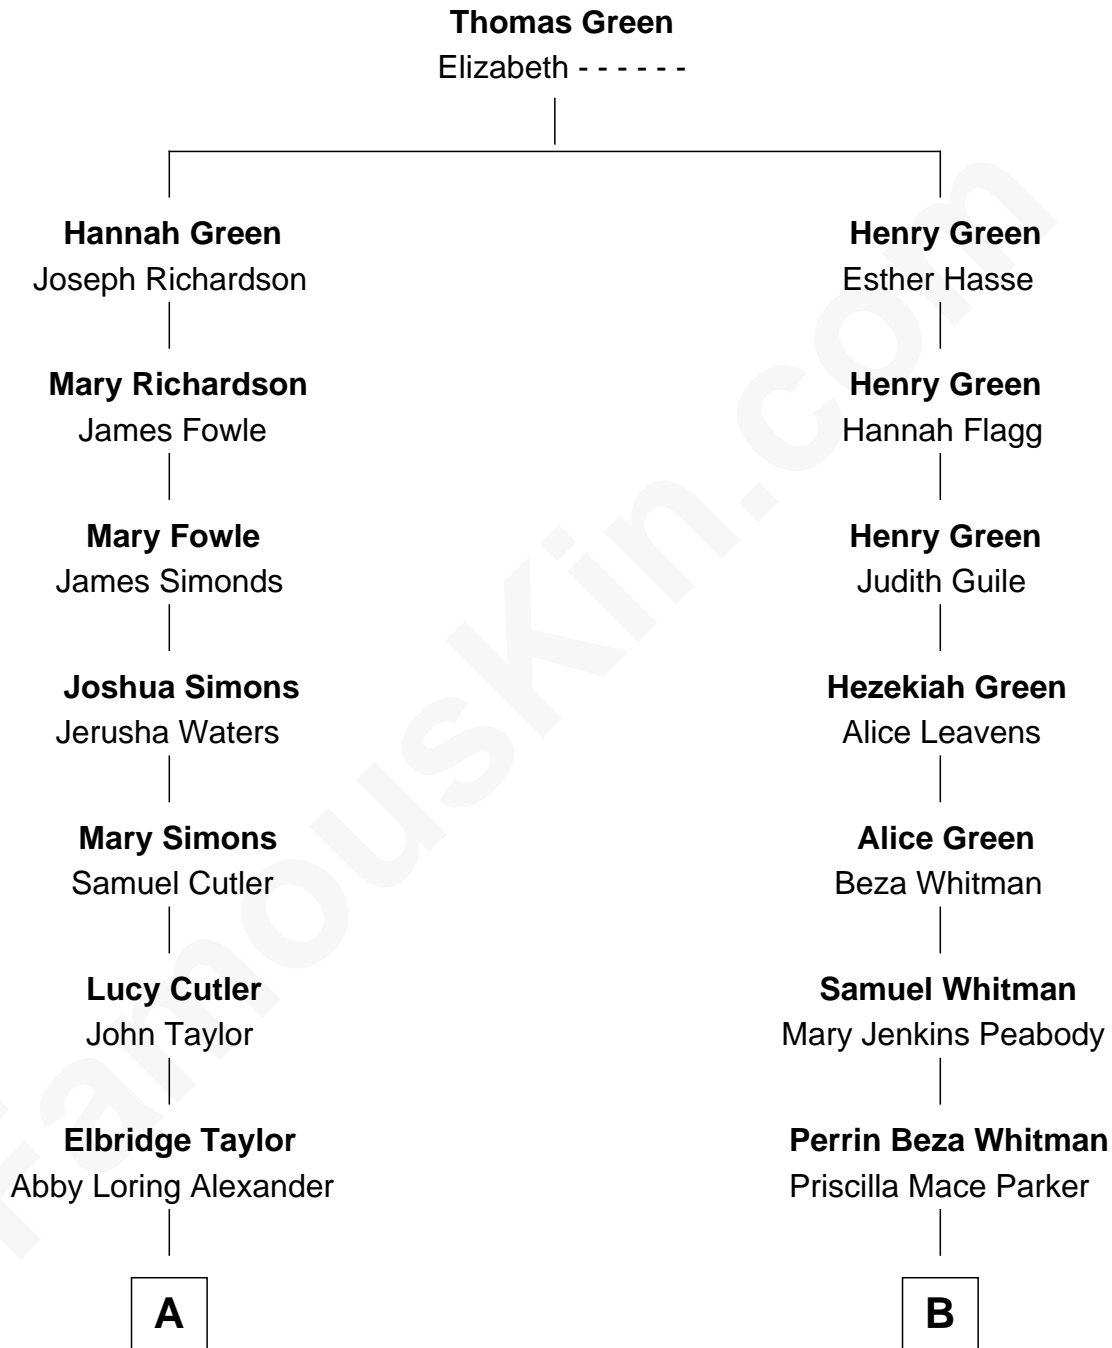 Thomas Green
Elizabeth - - - - - -
Hannah Green
Joseph Richardson
Mary Richardson
James Fowle
Mary Fowle
James Simonds
Joshua Simons
Jerusha Waters
Mary Simons
Samuel Cutler
Lucy Cutler
John Taylor
Elbridge Taylor
Abby Loring Alexander
A
Henry Green
Esther Hasse
Henry Green
Hannah Flagg
Henry Green
Judith Guile
Hezekiah Green
Alice Leavens
Alice Green
Beza Whitman
Samuel Whitman
Mary Jenkins Peabody
Perrin Beza Whitman
Priscilla Mace Parker
B
FamousKin.com